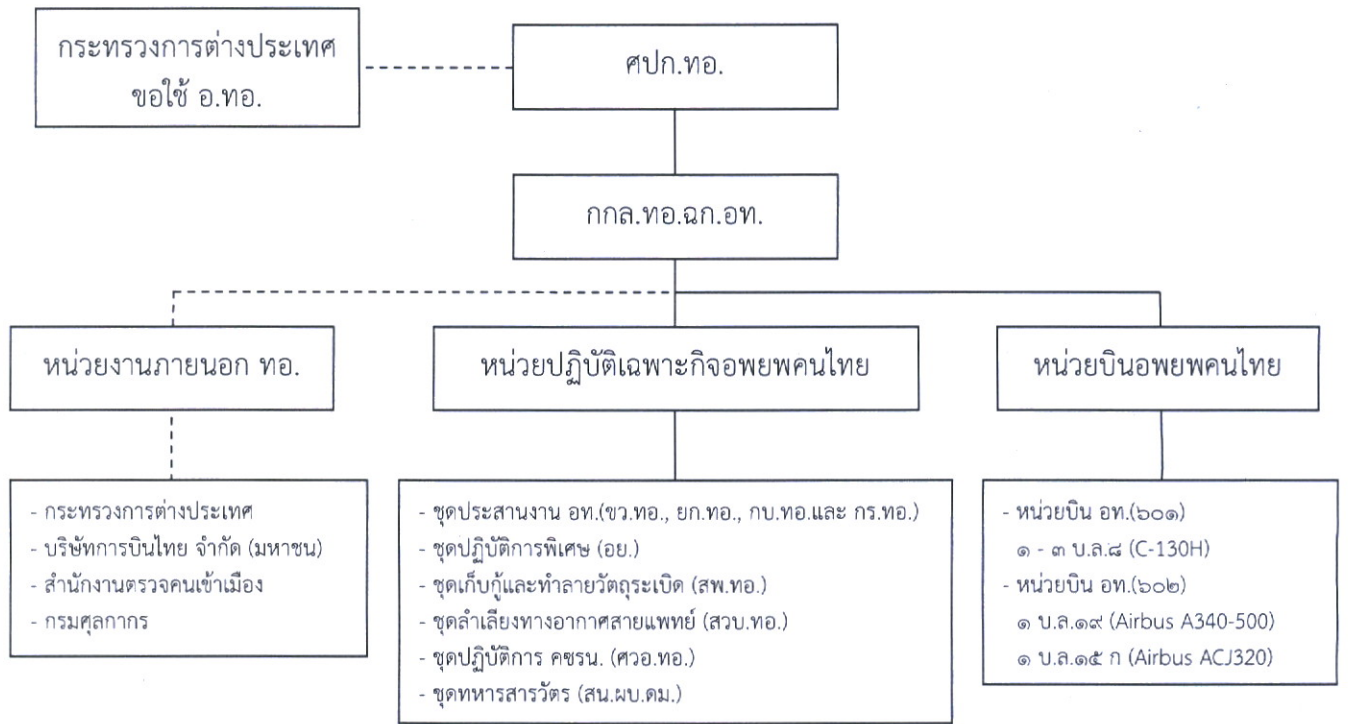 กระทรวงการต่างประเทศ
ขอใช้ อ.ทอ.
ศปก.ทอ.
กกล.ทอ.ฉก.อท.
หน่วยงานภายนอก ทอ.
หน่วยปฏิบัติเฉพาะกิจอพยพคนไทย
หน่วยบินอพยพคนไทย
- กระทรวงการต่างประเทศ
- บริษัทการบินไทย จำกัด (มหาชน)
- สำนักงานตรวจคนเข้าเมือง
- กรมศุลกากร
- ชุดประสานงาน อท.(ขว.ทอ., ยก.ทอ., กบ.ทอ.และ กร.ทอ.)
- ชุดปฏิบัติการพิเศษ (อย.)
- ชุดเก็บกู้และทำลายวัตถุระเบิด (สพ.ทอ.)
- ชุดลำเลียงทางอากาศสายแพทย์ (สวบ.ทอ.)
- ชุดปฏิบัติการ คชรน. (ศวอ.ทอ.)
- ชุดทหารสารวัตร (สน.ผบ.ดม.)
- หน่วยบิน อท.(๖๐๑)
๑ - ๓ บ.ล.๘ (C-130H)
- หน่วยบิน อท.(๖๐๒)
๑ บ.ล.๑๙ (Airbus A340-500)
๑ บ.ล.๑๕ ก (Airbus ACJ320)